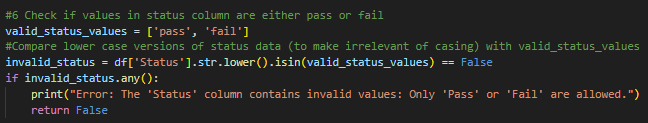 #6 Check if values in status column are either pass or fail
valid_status_values = ['pass', 'fail']
#Compare lower case versions of status data (to make irrelevant of casing) with valid_status_values
invalid_status = df['Status'].str.lower().isin(valid_status_values) == False
if invalid_status.any():
    print("Error: The 'Status' column contains invalid values: Only 'Pass' or 'Fail' are allowed.")
    return False